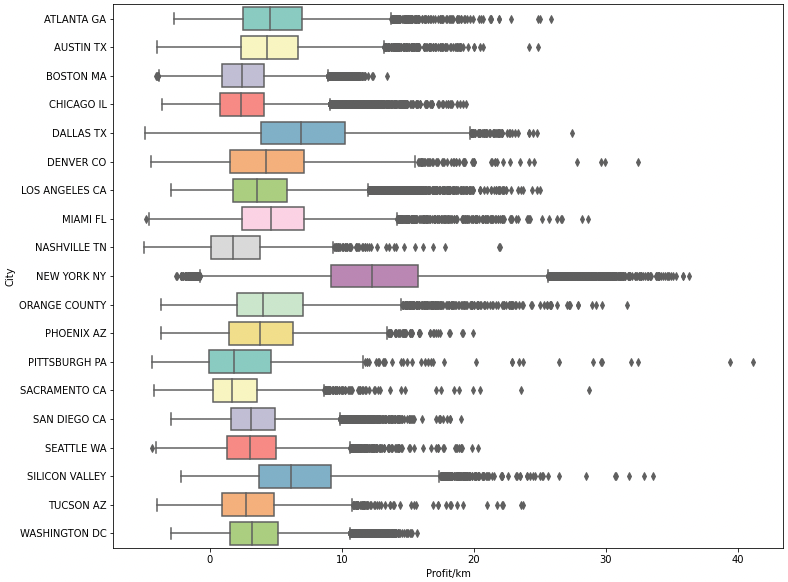 ATLANTA GA
AUSTIN TX
BOSTON MA
CHICAGO IL
DALLAS TX
DENVER CO
LOS ANGELES CA
MIAMI FL
NASHVILLE TN
NEW YORK NY
ORANGE COUNTY
PHOENIX AZ
PITTSBURGH PA
SACRAMENTO CA
SAN DIEGO CA
SEATTLE WA
SILICON VALLEY
TUCSON AZ
WASHINGTON DC
City
0 10 20 30 40
Profit/km